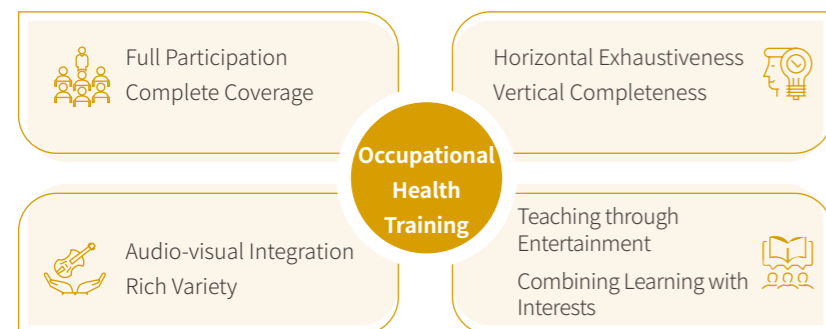 Full Participation
Complete Coverage
Horizontal Exhaustiveness
Vertical Completeness
Occupational
Health
Training
Audio-visual Integration
Rich Variety
Teaching through
Entertainment
Combining Learning with
Interests